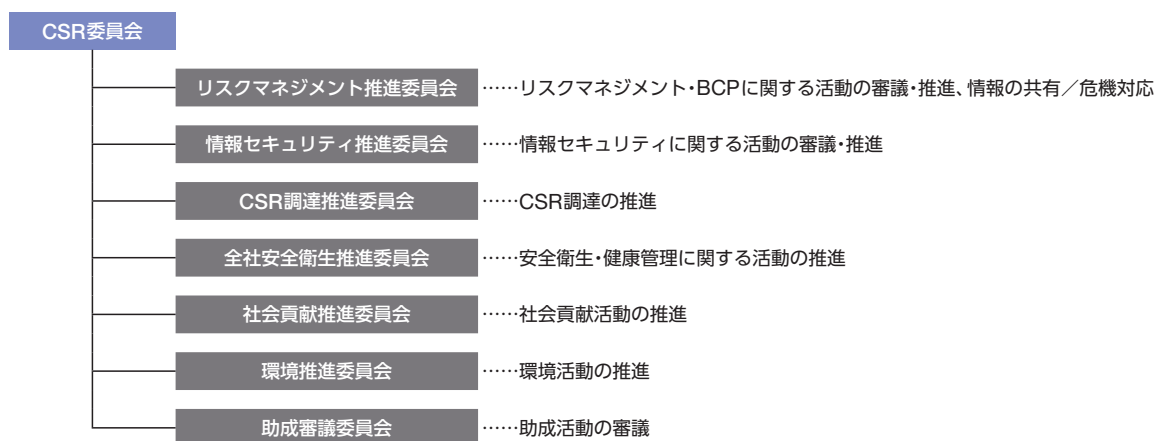 CSR委員会
リスクマネジメント推進委員会 ……リスクマネジメント・BCPに関する活動の審議・推進、情報の共有／危機対応
情報セキュリティ推進委員会 ……情報セキュリティに関する活動の審議・推進
CSR調達推進委員会 ……CSR調達の推進
全社安全衛生推進委員会 ……安全衛生・健康管理に関する活動の推進
社会貢献推進委員会 ……社会貢献活動の推進
環境推進委員会 ……環境活動の推進
助成審議委員会 ……助成活動の審議